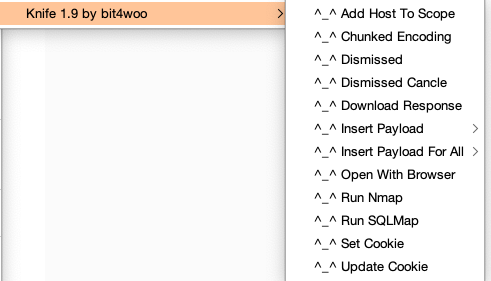 Knife 1.9 by bit4woo
^_^ Add Host To Scope
^_^ Chunked Encoding
^_^ Dismissed
^_^ Dismissed Cancle
^_^ Download Response
^_^ Insert Payload
^_^ Insert Payload For All
^_^ Open With Browser
^_^ Run Nmap
^_^ Run SQLMap
^_^ Set Cookie
^_^ Update Cookie